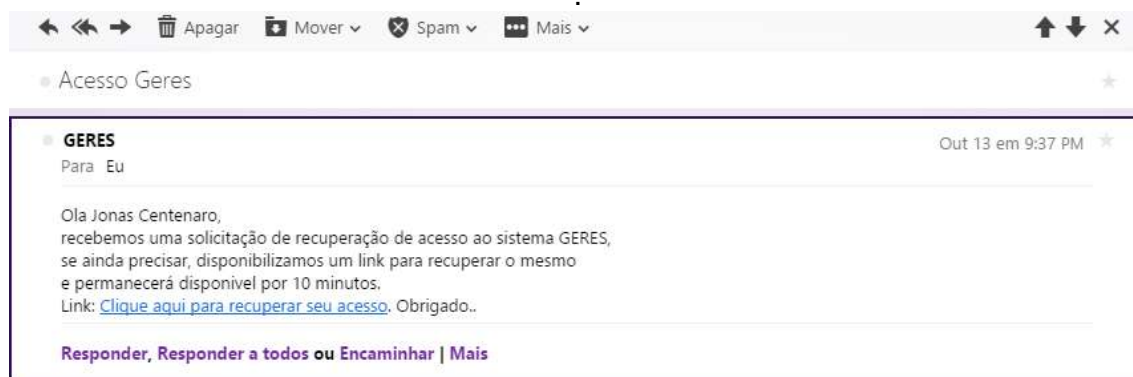 Apagar Mover Spam Mais
Acesso Geres
GERES Out 13 em 9:37 PM
Para Eu
Ola Jonas Centenaro,
recebemos uma solicitação de recuperação de acesso ao sistema GERES,
se ainda precisar, disponibilizamos um link para recuperar o mesmo
e permanecerá disponivel por 10 minutos.
Link: Clique aqui para recuperar seu acesso. Obrigado..
Responder, Responder a todos ou Encaminhar | Mais